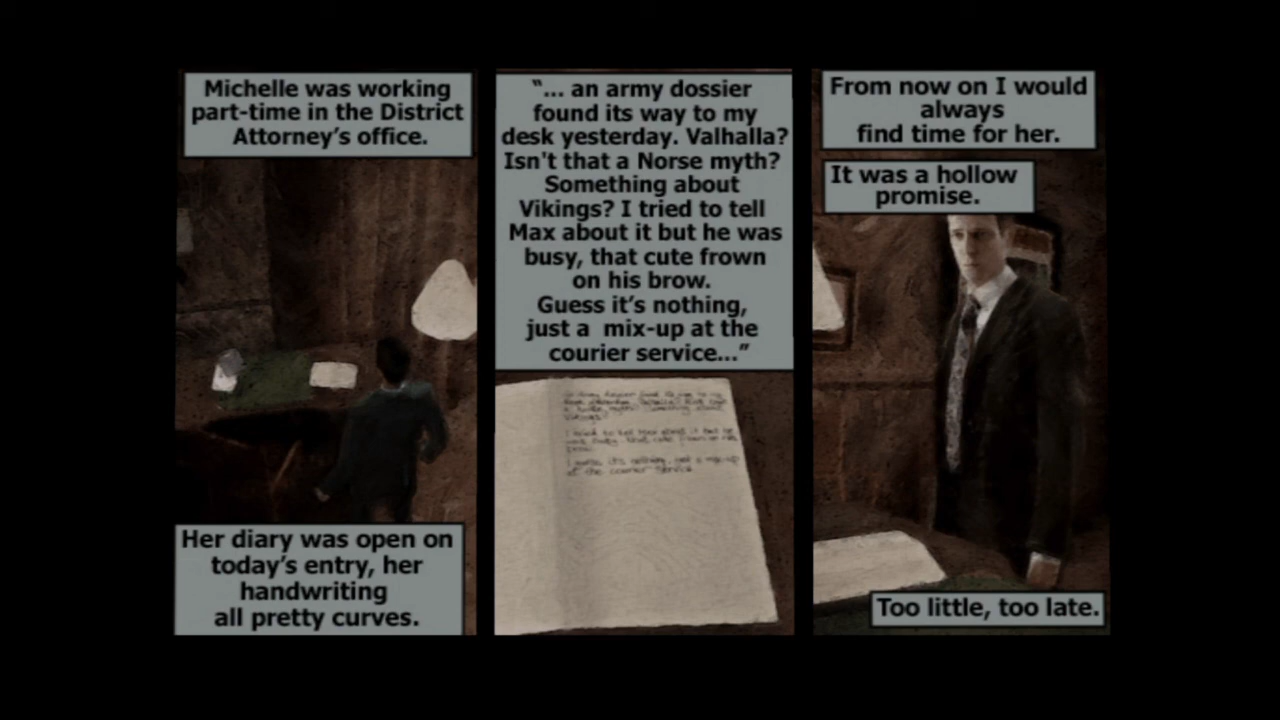 Michelle was working
part-time in the District
Attorney's office.
Her diary was open on
today's entry, her
handwriting
all pretty curves.
"... an army dossier
found its way to my
desk yesterday. Valhalla?
Isn't that a Norse myth?
Something about
Vikings? I tried to tell
Max about it but he was
busy, that cute frown
on his brow.
Guess it's nothing,
just a mix-up at the
courier service..."
From now on I would
always
find time for her.
It was a hollow
promise.
Too little, too late.